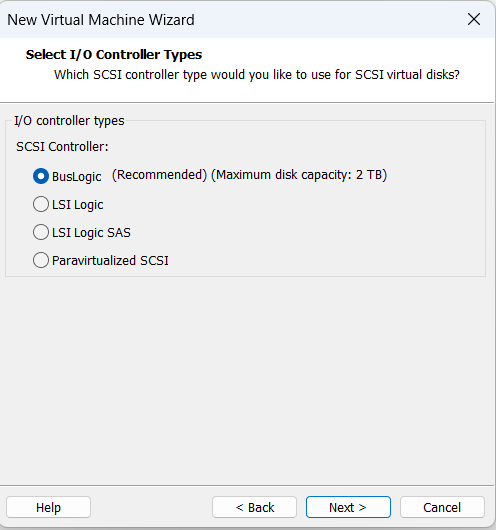 New Virtual Machine Wizard
Select I/O Controller Types
Which SCSI controller type would you like to use for SCSI virtual disks?
I/O controller types
SCSI Controller:
BusLogic (Recommended) (Maximum disk capacity: 2 TB)
LSI Logic
LSI Logic SAS
Paravirtualized SCSI
Help < Back Next > Cancel